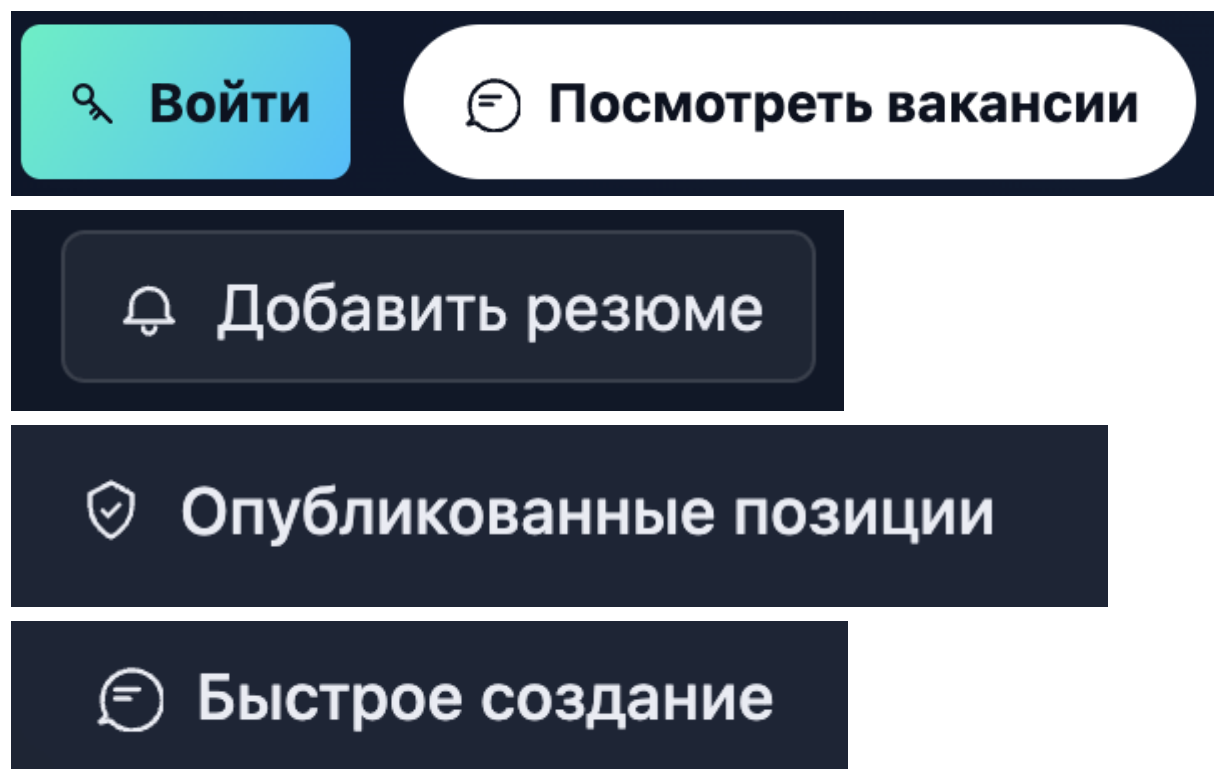 Войти
Посмотреть вакансии
Добавить резюме
Опубликованные позиции
Быстрое создание